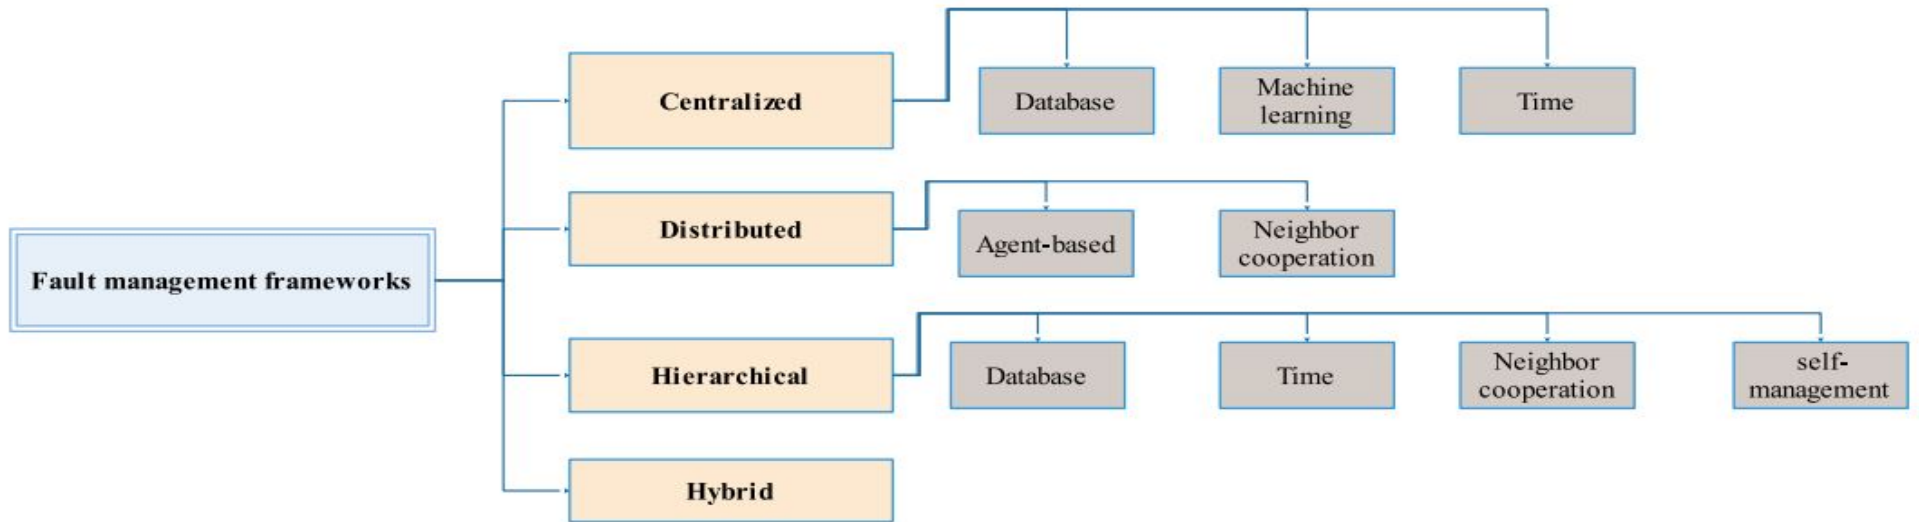 Fault management frameworks
Centralized
Database
Machine
learning
Time
Distributed
Agent-based
Neighbor
cooperation
Hierarchical
Database
Time
Neighbor
cooperation
self-
management
Hybrid